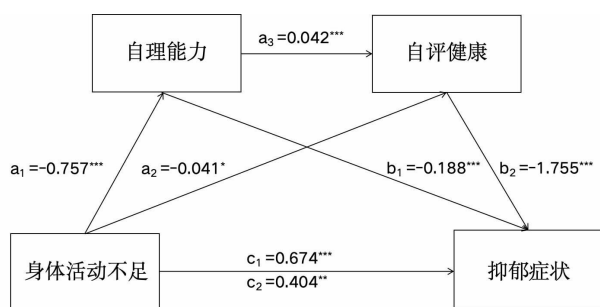 自理能力
a₃=0.042***
自评健康
a₁=-0.757***
a₂=-0.041*
b₁=-0.188***
b₂=-1.755***
身体活动不足
c₁=0.674***
c₂=0.404**
抑郁症状